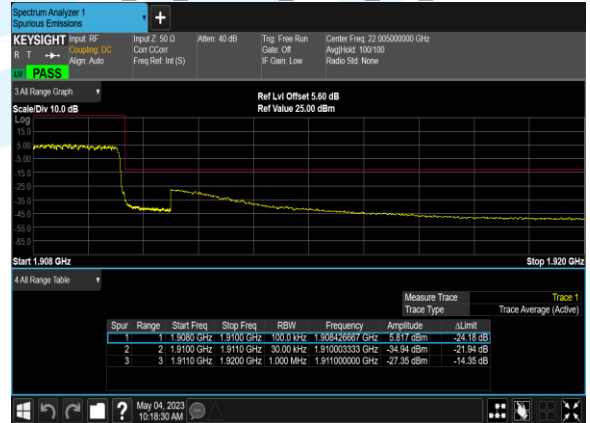 Spectrum Analyzer 1
Spurious Emissions
KEYSIGHT Input: RF Input Z: 50 Ω Atten: 40 dB Trig: Free Run Center Freq: 22.005000000 GHz
R T Coupling: DC Corr CCorr Gate: Off Avg|Hold: 100/100
Align: Auto Freq Ref: Int (S) IF Gain: Low Radio Std: None
PASS
3 All Range Graph
Ref Lvl Offset 5.60 dB
Scale/Div 10.0 dB Ref Value 25.00 dBm
Log
15.0
5.00
-5.00
-15.0
-25.0
-35.0
-45.0
-55.0
-65.0
Start 1.908 GHz Stop 1.920 GHz
4 All Range Table
Measure Trace Trace 1
Trace Type Trace Average (Active)
Spur Range Start Freq Stop Freq RBW Frequency Amplitude ΔLimit
1 1 1.9080 GHz 1.9100 GHz 100.0 kHz 1.908426667 GHz 5.817 dBm -24.18 dB
2 2 1.9100 GHz 1.9110 GHz 30.00 kHz 1.910003333 GHz -34.94 dBm -21.94 dB
3 3 1.9110 GHz 1.9200 GHz 1.000 MHz 1.911000000 GHz -27.35 dBm -14.35 dB
? May 04, 2023
10:18:30 AM